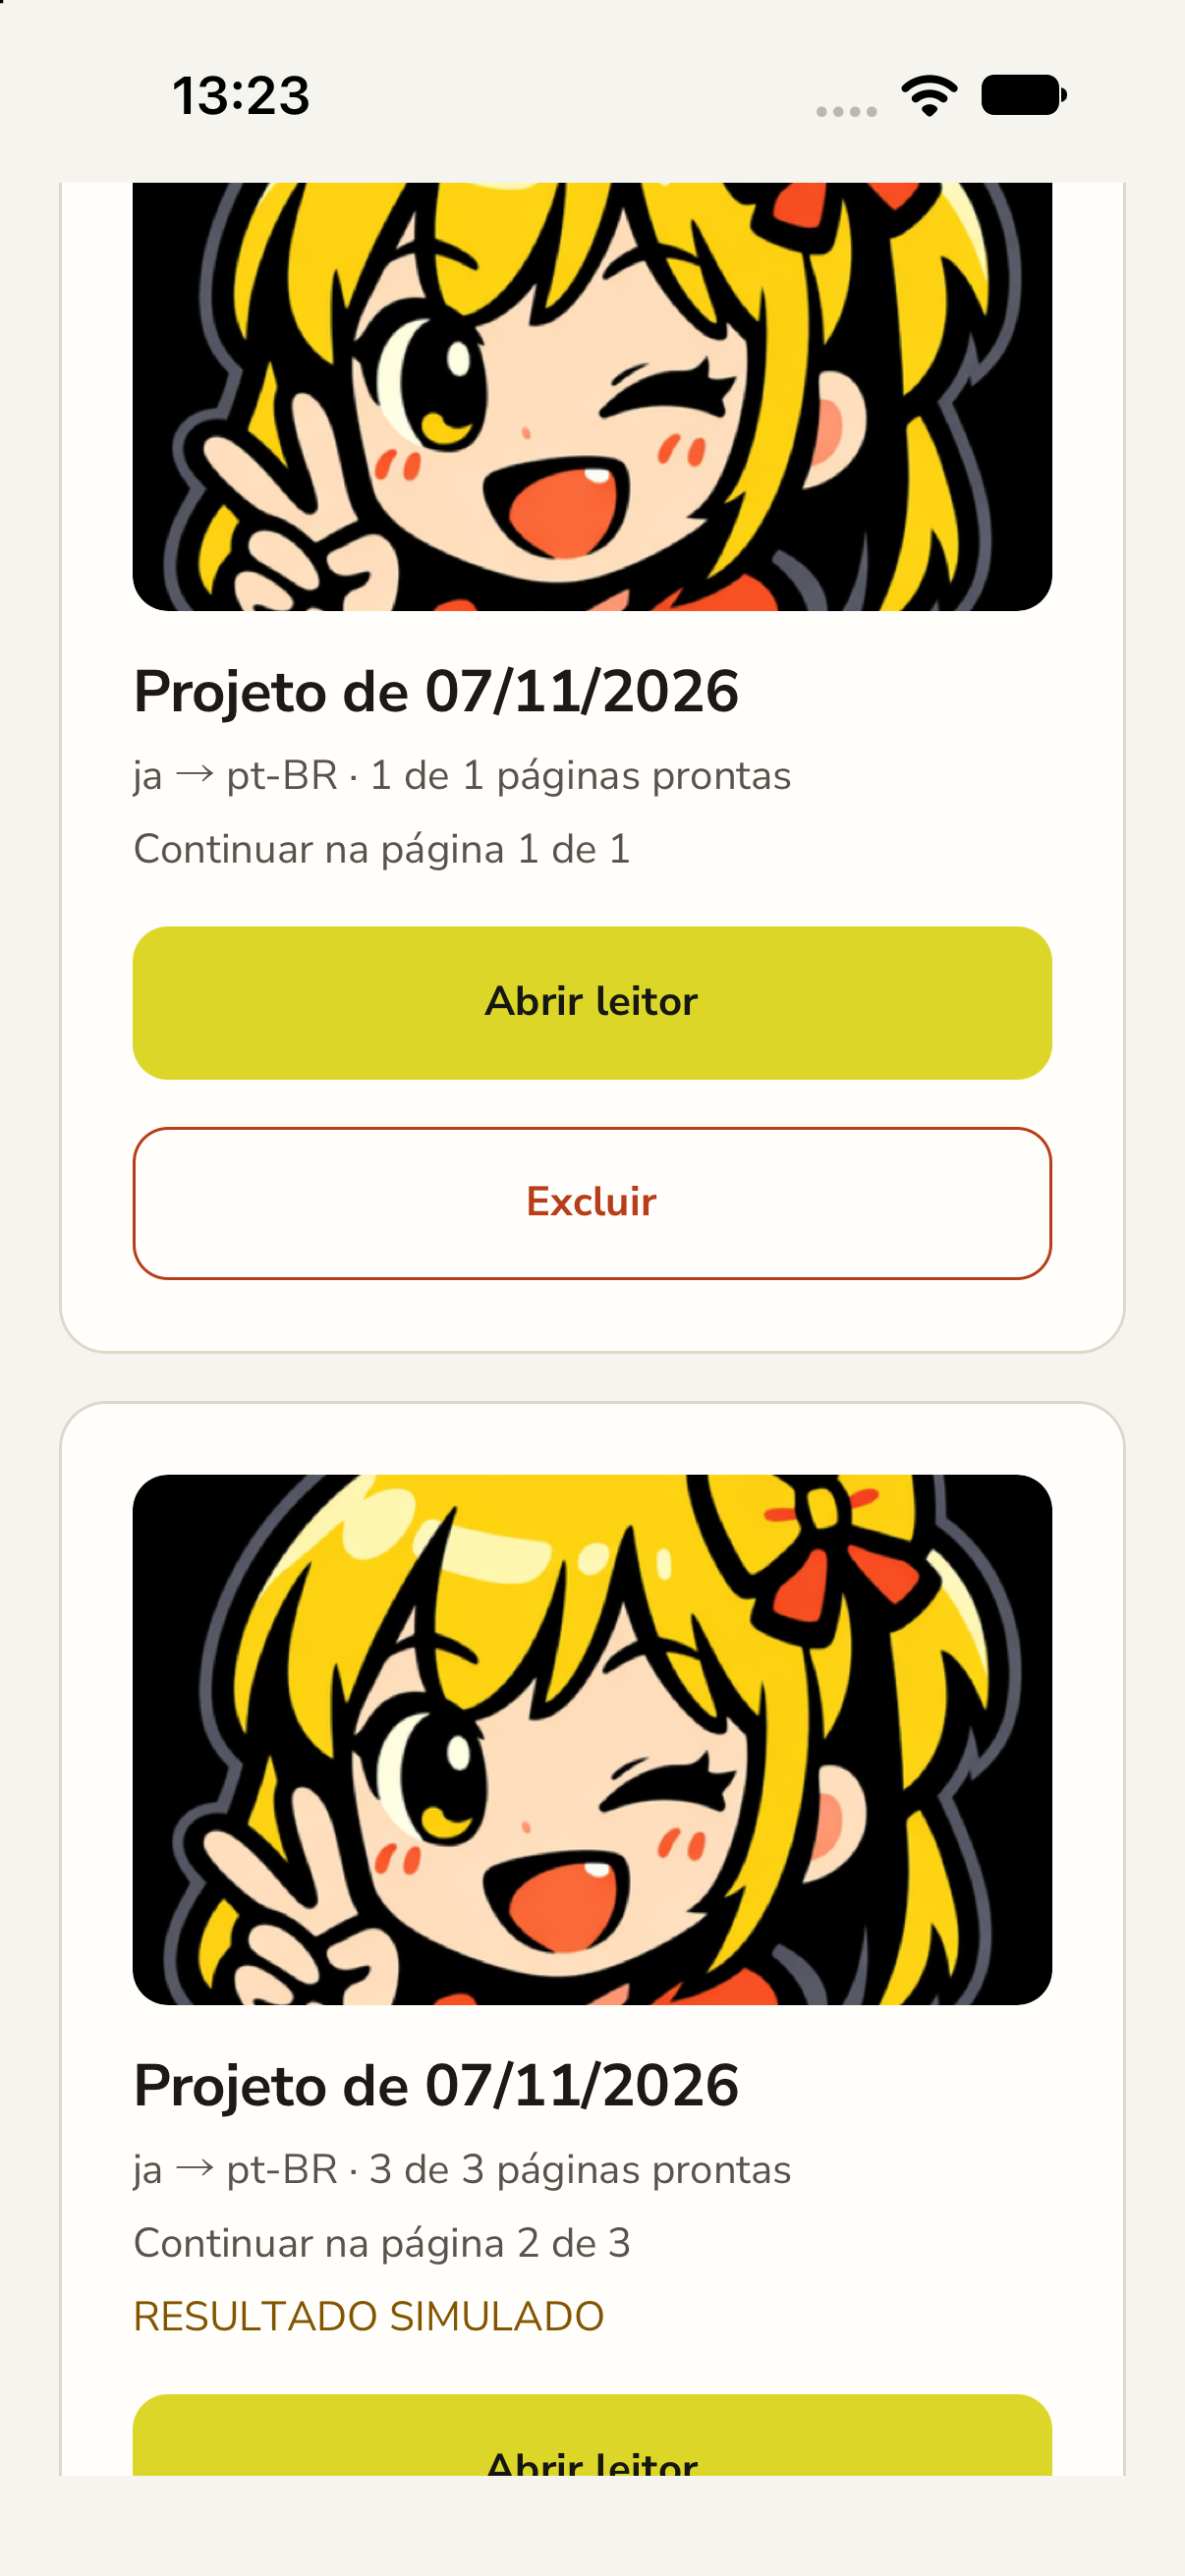 13:23
Projeto de 07/11/2026
ja → pt-BR · 1 de 1 páginas prontas
Continuar na página 1 de 1
Abrir leitor
Excluir
Projeto de 07/11/2026
ja → pt-BR · 3 de 3 páginas prontas
Continuar na página 2 de 3
RESULTADO SIMULADO
Abrir leitor